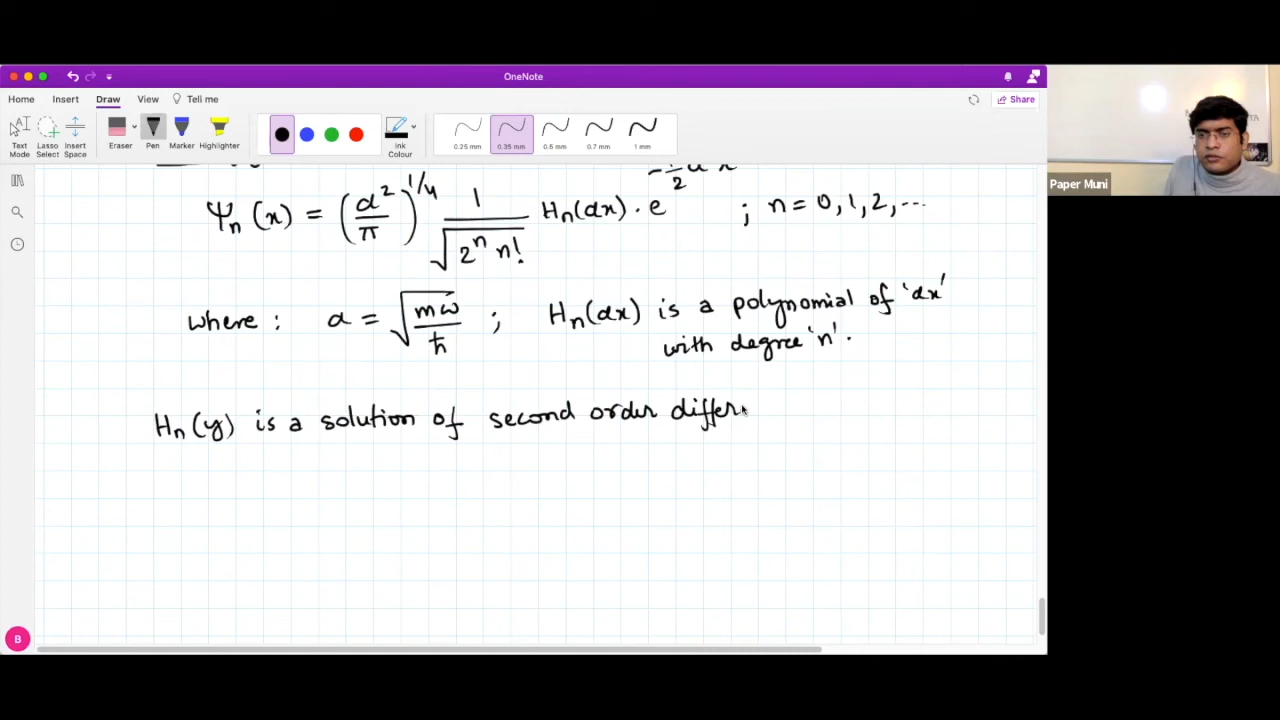 OneNote
Home Insert Draw View Tell me Share
Text Mode Lasso Select Insert Space Eraser Pen Marker Highlighter 0.25 mm 0.35 mm 0.5 mm 0.7 mm 1 mm Ink Colour
Paper Muni
Ψₙ(x) = (α²/π)^1/4 1/√(2ⁿ n!) Hₙ(αx) · e ; n = 0, 1, 2, ...
where : α = √(mω/ħ) ; Hₙ(αx) is a polynomial of 'αx'
with degree 'n'.
Hₙ(y) is a solution of second order differ
B